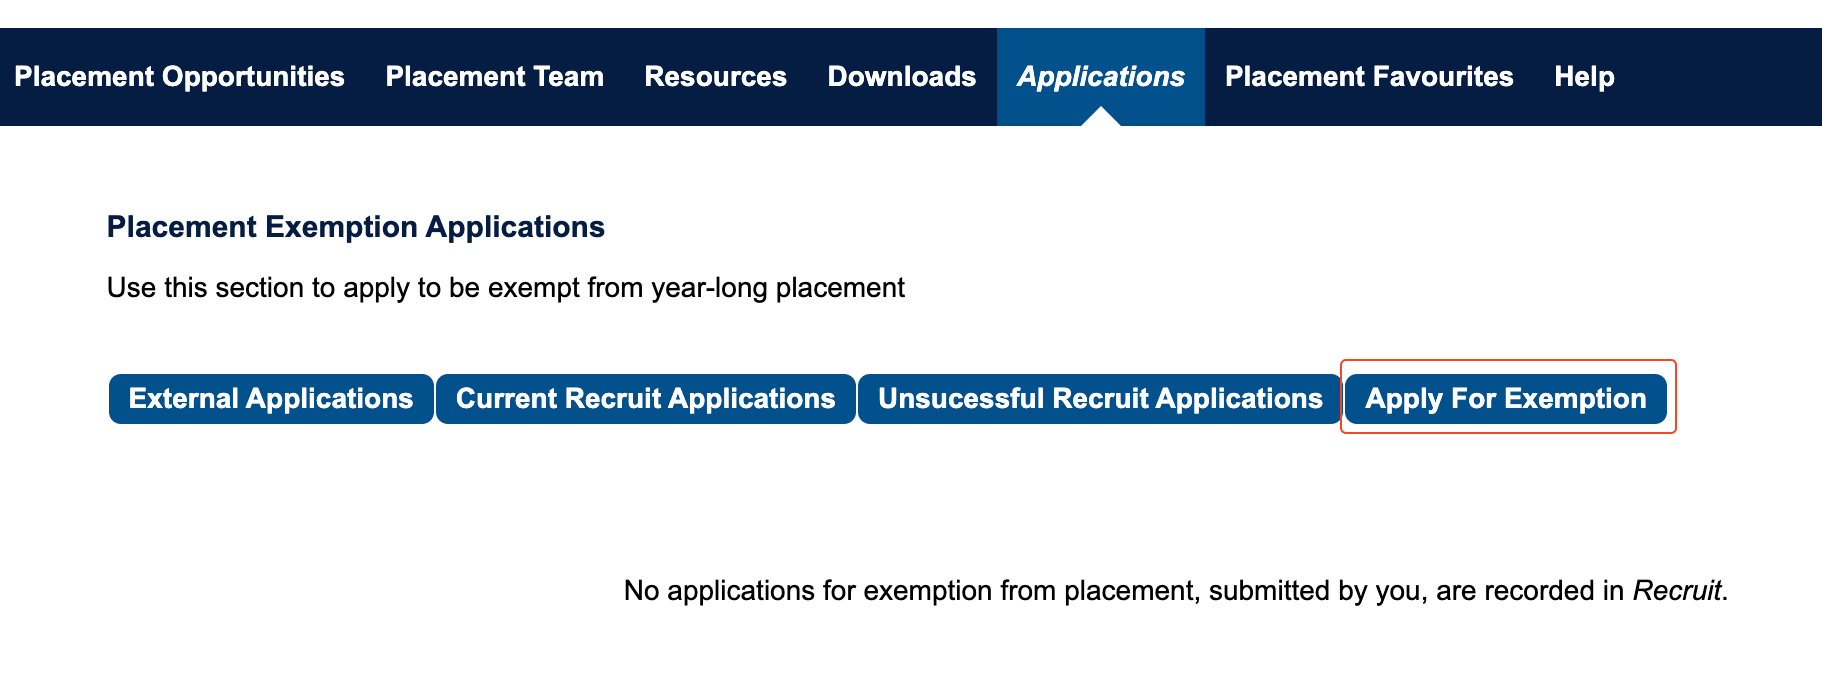 Placement Opportunities Placement Team Resources Downloads Applications Placement Favourites Help
Placement Exemption Applications
Use this section to apply to be exempt from year-long placement
External Applications Current Recruit Applications Unsucessful Recruit Applications Apply For Exemption
No applications for exemption from placement, submitted by you, are recorded in Recruit.